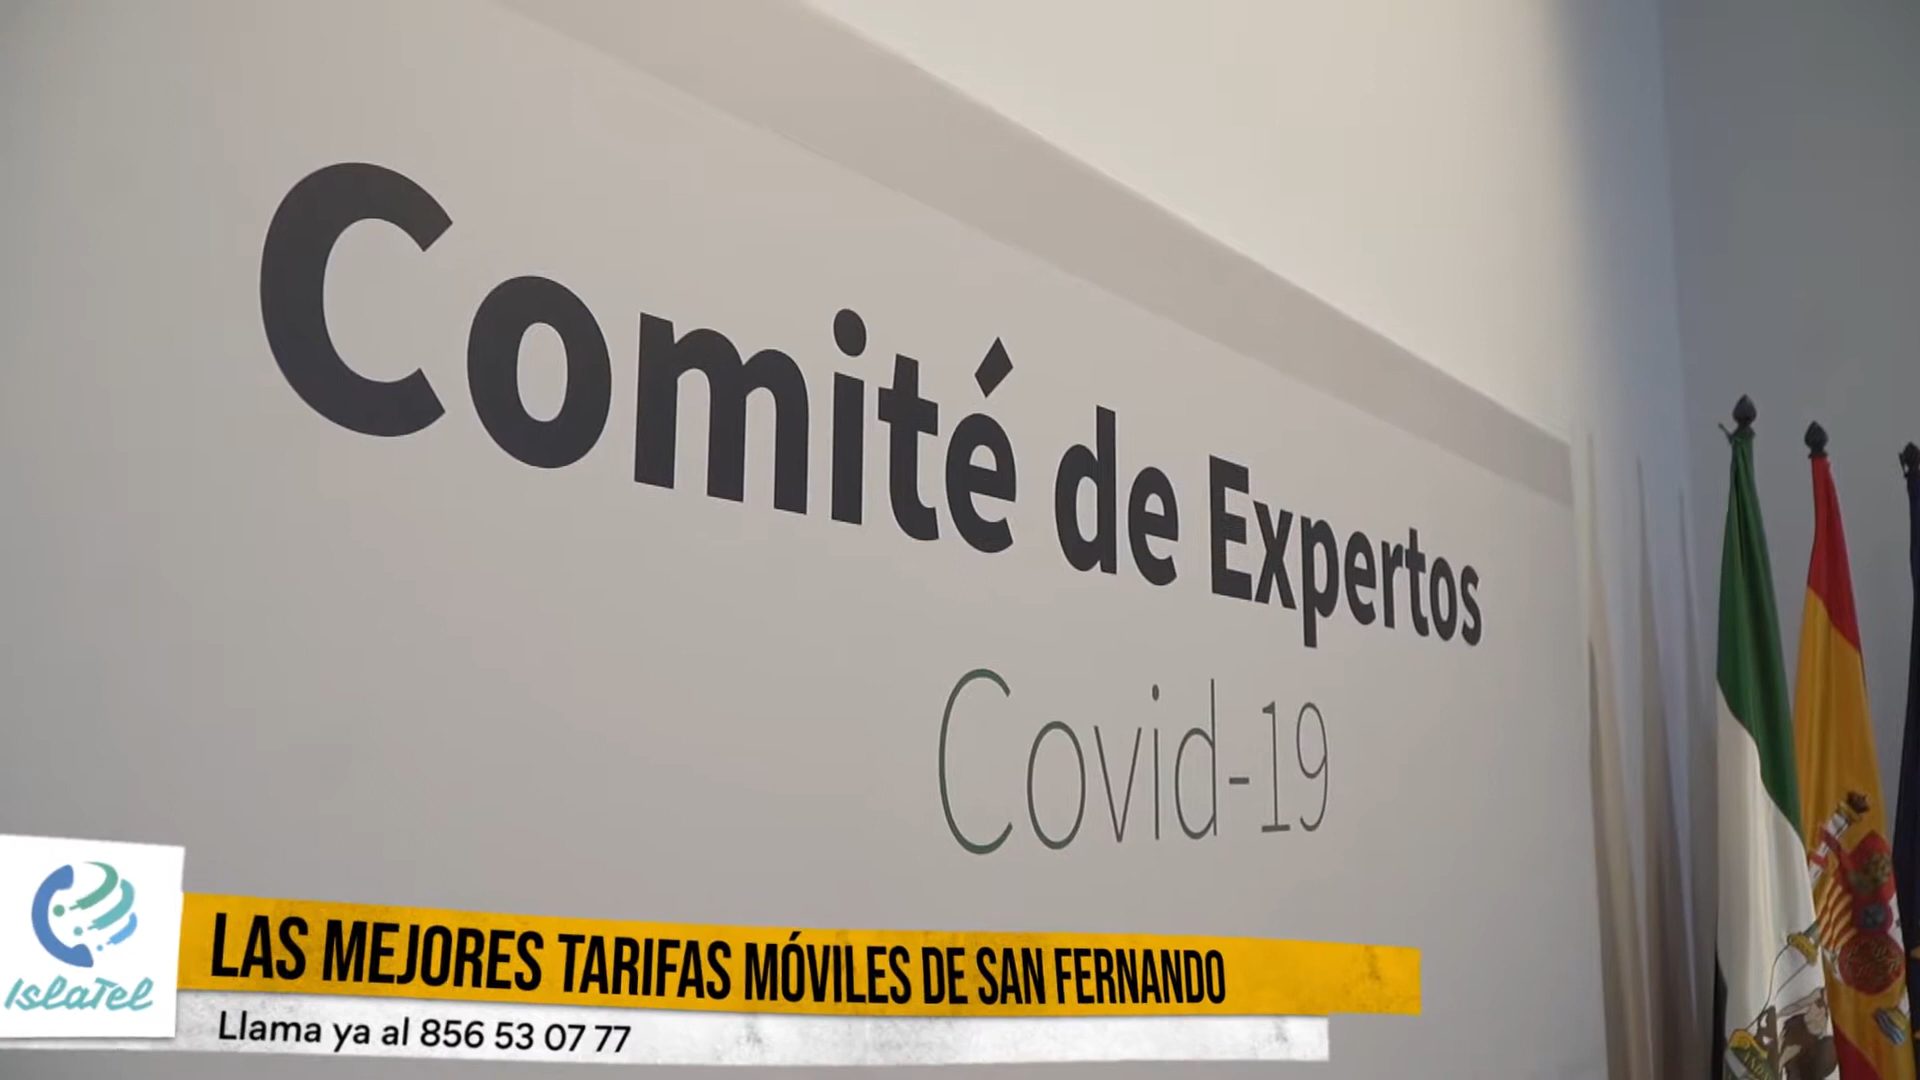 Comité de Expertos
Covid-19
IslaTel
LAS MEJORES TARIFAS MÓVILES DE SAN FERNANDO
Llama ya al 856 53 07 77